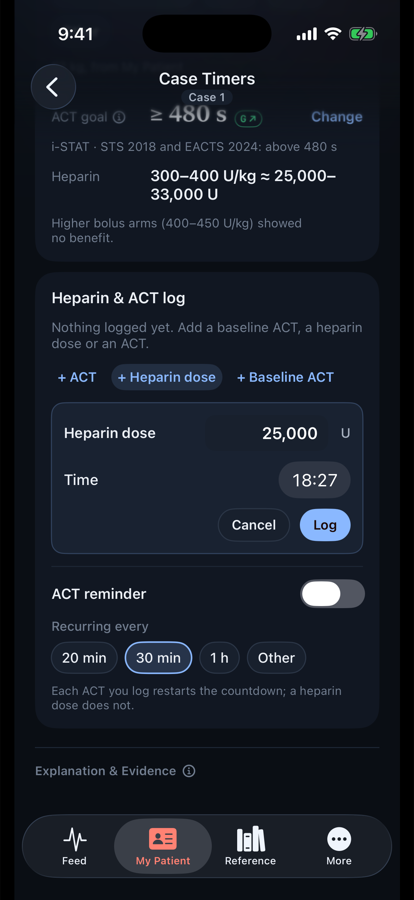 9:41
Case Timers
Case 1
ACT goal ≥ 480 s G↗ Change
i-STAT · STS 2018 and EACTS 2024: above 480 s
Heparin 300–400 U/kg ≈ 25,000–
33,000 U
Higher bolus arms (400–450 U/kg) showed
no benefit.
Heparin & ACT log
Nothing logged yet. Add a baseline ACT, a heparin
dose or an ACT.
+ ACT + Heparin dose + Baseline ACT
Heparin dose 25,000 U
Time 18:27
Cancel Log
ACT reminder
Recurring every
20 min 30 min 1 h Other
Each ACT you log restarts the countdown; a heparin
dose does not.
Explanation & Evidence
Feed My Patient Reference More